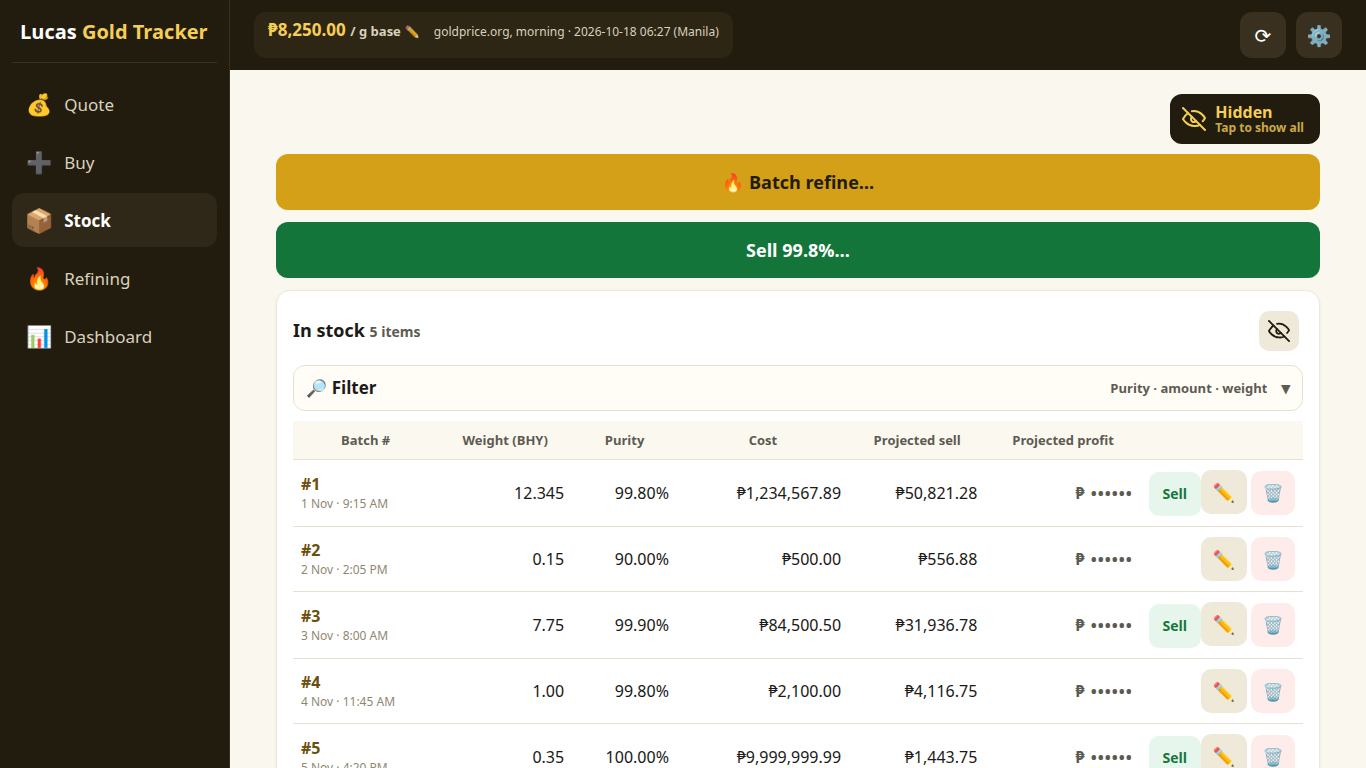 Lucas Gold Tracker
₱8,250.00 / g base goldprice.org, morning · 2026-10-18 06:27 (Manila)
Quote
Buy
Stock
Refining
Dashboard
Hidden
Tap to show all
Batch refine...
Sell 99.8%...
In stock 5 items
Filter Purity · amount · weight ▼
Batch # Weight (BHY) Purity Cost Projected sell Projected profit
#1
1 Nov · 9:15 AM
12.345 99.80% ₱1,234,567.89 ₱50,821.28 ₱ •••••• Sell
#2
2 Nov · 2:05 PM
0.15 90.00% ₱500.00 ₱556.88 ₱ ••••••
#3
3 Nov · 8:00 AM
7.75 99.90% ₱84,500.50 ₱31,936.78 ₱ •••••• Sell
#4
4 Nov · 11:45 AM
1.00 99.80% ₱2,100.00 ₱4,116.75 ₱ ••••••
#5
5 Nov · 4:20 PM
0.35 100.00% ₱9,999,999.99 ₱1,443.75 ₱ •••••• Sell